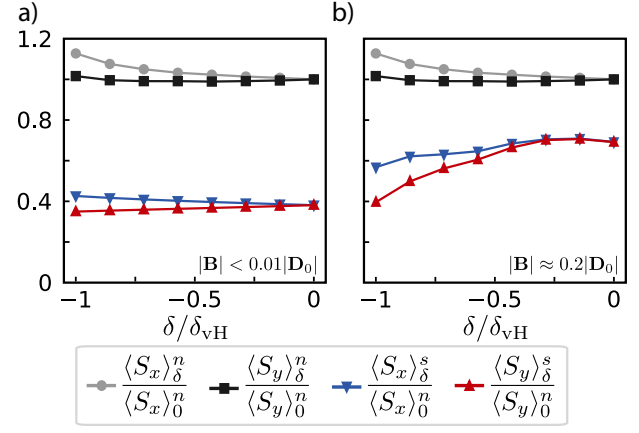 a)
b)
1.2
0.8
0.4
0
|B| < 0.01|D₀|
|B| ≈ 0.2|D₀|
−1 −0.5 0
−1 −0.5 0
δ/δvH
δ/δvH
⟨Sx⟩ⁿδ / ⟨Sx⟩ⁿ0
⟨Sy⟩ⁿδ / ⟨Sy⟩ⁿ0
⟨Sx⟩ˢδ / ⟨Sx⟩ⁿ0
⟨Sy⟩ˢδ / ⟨Sy⟩ⁿ0